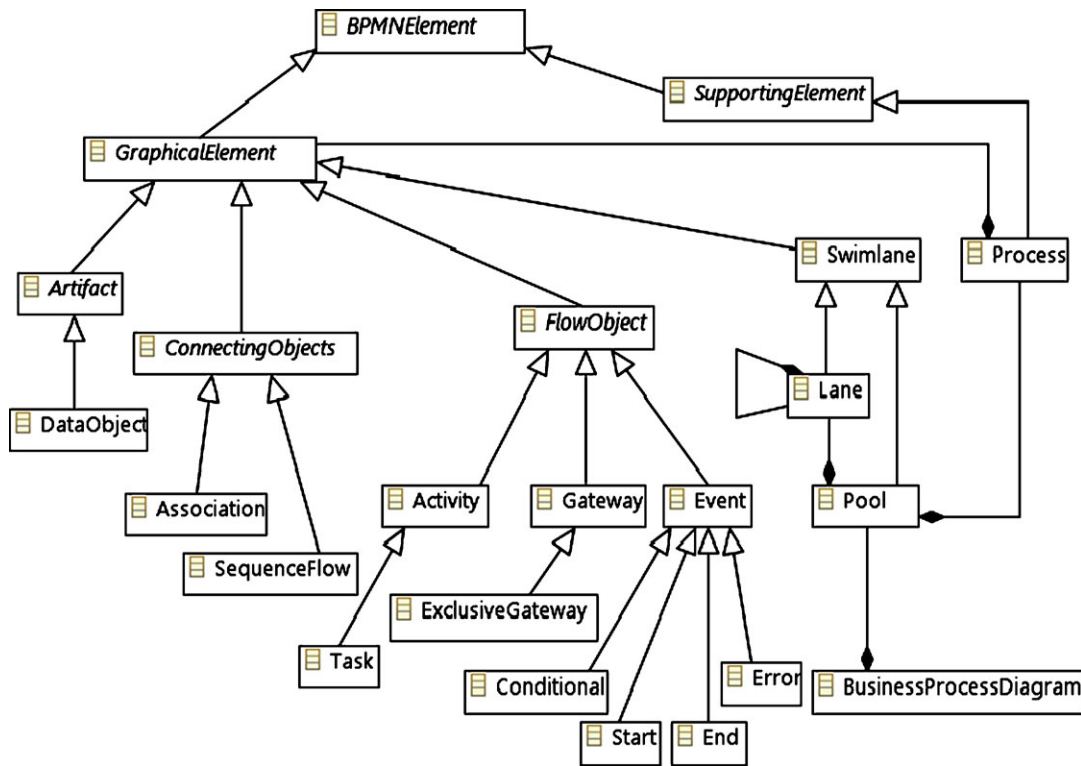 BPMNElement
SupportingElement
GraphicalElement
Swimlane
Process
Artifact
FlowObject
ConnectingObjects
Lane
DataObject
Activity
Gateway
Event
Pool
Association
SequenceFlow
ExclusiveGateway
Task
Conditional
Error
BusinessProcessDiagram
Start
End